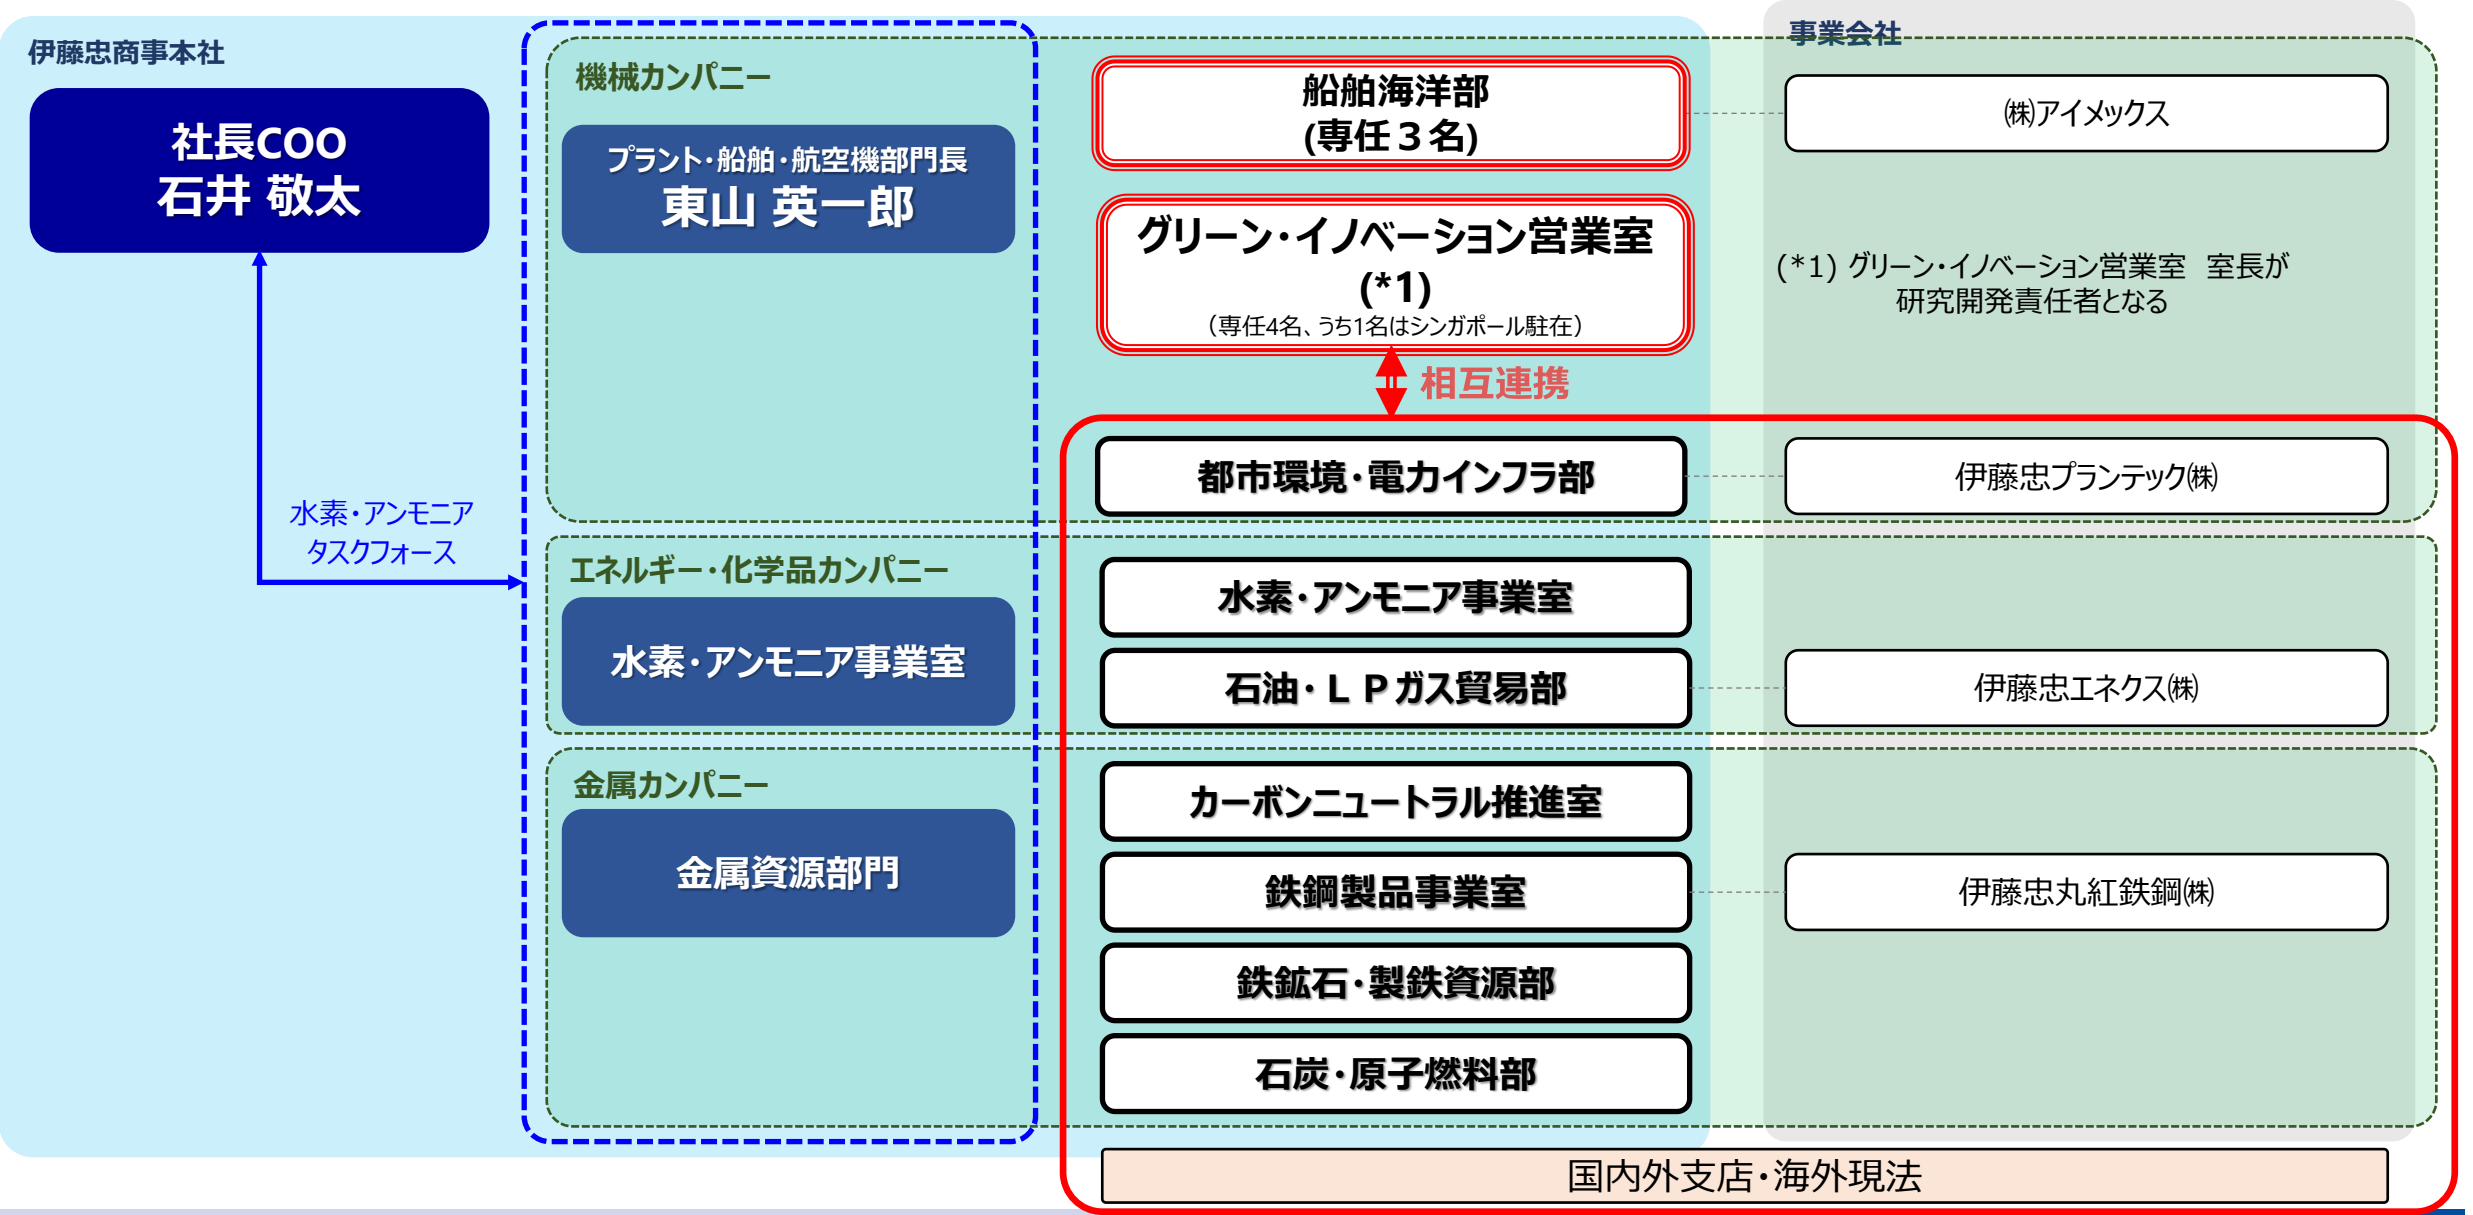 伊藤忠商事本社
社長COO
石井 敬太
水素・アンモニア
タスクフォース
機械カンパニー
プラント・船舶・航空機部門長
東山 英一郎
船舶海洋部
(専任３名)
グリーン・イノベーション営業室
(*1)
（専任4名、うち1名はシンガポール駐在）
相互連携
都市環境・電力インフラ部
事業会社
㈱アイメックス
(*1) グリーン・イノベーション営業室　室長が
研究開発責任者となる
伊藤忠プランテック㈱
エネルギー・化学品カンパニー
水素・アンモニア事業室
水素・アンモニア事業室
石油・ＬＰガス貿易部
伊藤忠エネクス㈱
金属カンパニー
金属資源部門
カーボンニュートラル推進室
鉄鋼製品事業室
伊藤忠丸紅鉄鋼㈱
鉄鉱石・製鉄資源部
石炭・原子燃料部
国内外支店・海外現法